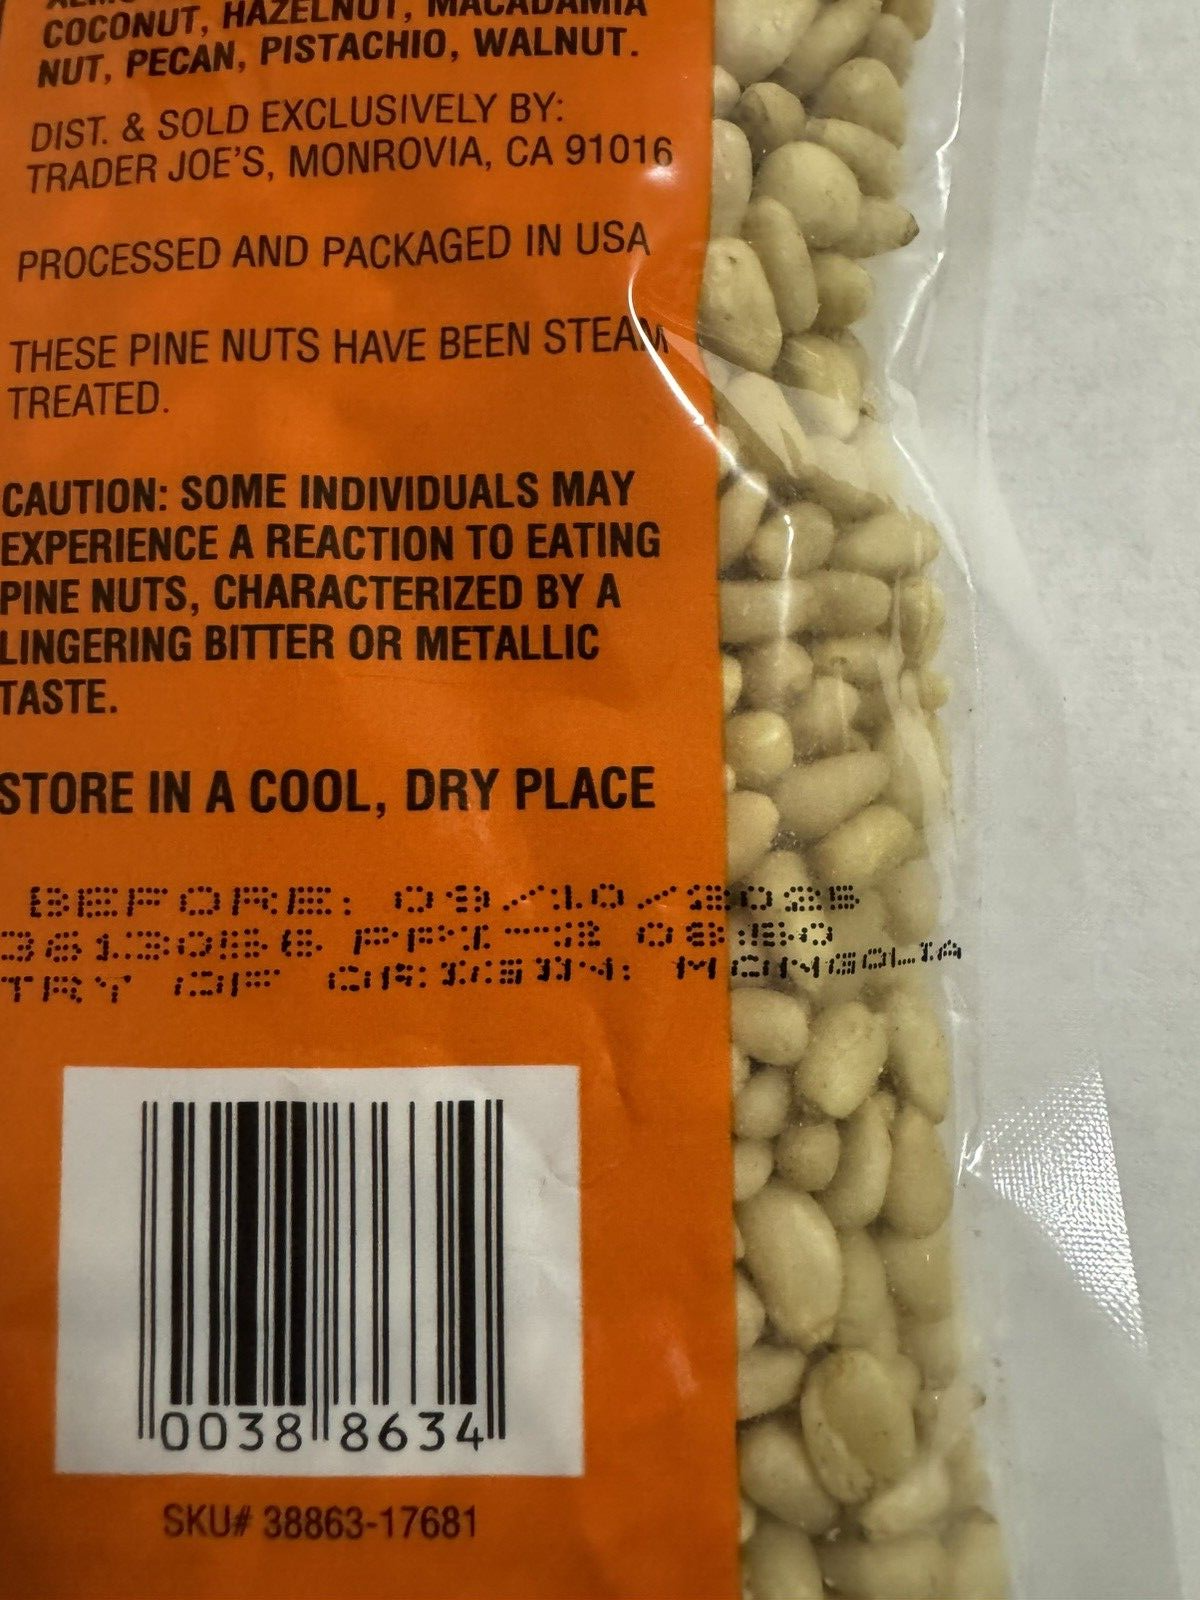 COCONUT, HAZELNUT, MACADAMIA
NUT, PECAN, PISTACHIO, WALNUT.
DIST. & SOLD EXCLUSIVELY BY:
TRADER JOE'S, MONROVIA, CA 91016
PROCESSED AND PACKAGED IN USA
THESE PINE NUTS HAVE BEEN STEAM
TREATED.
CAUTION: SOME INDIVIDUALS MAY
EXPERIENCE A REACTION TO EATING
PINE NUTS, CHARACTERIZED BY A
LINGERING BITTER OR METALLIC
TASTE.
STORE IN A COOL, DRY PLACE
BEFORE:
TRY OF ORIGIN: MONGOLIA
0038 8634
SKU# 38863-17681